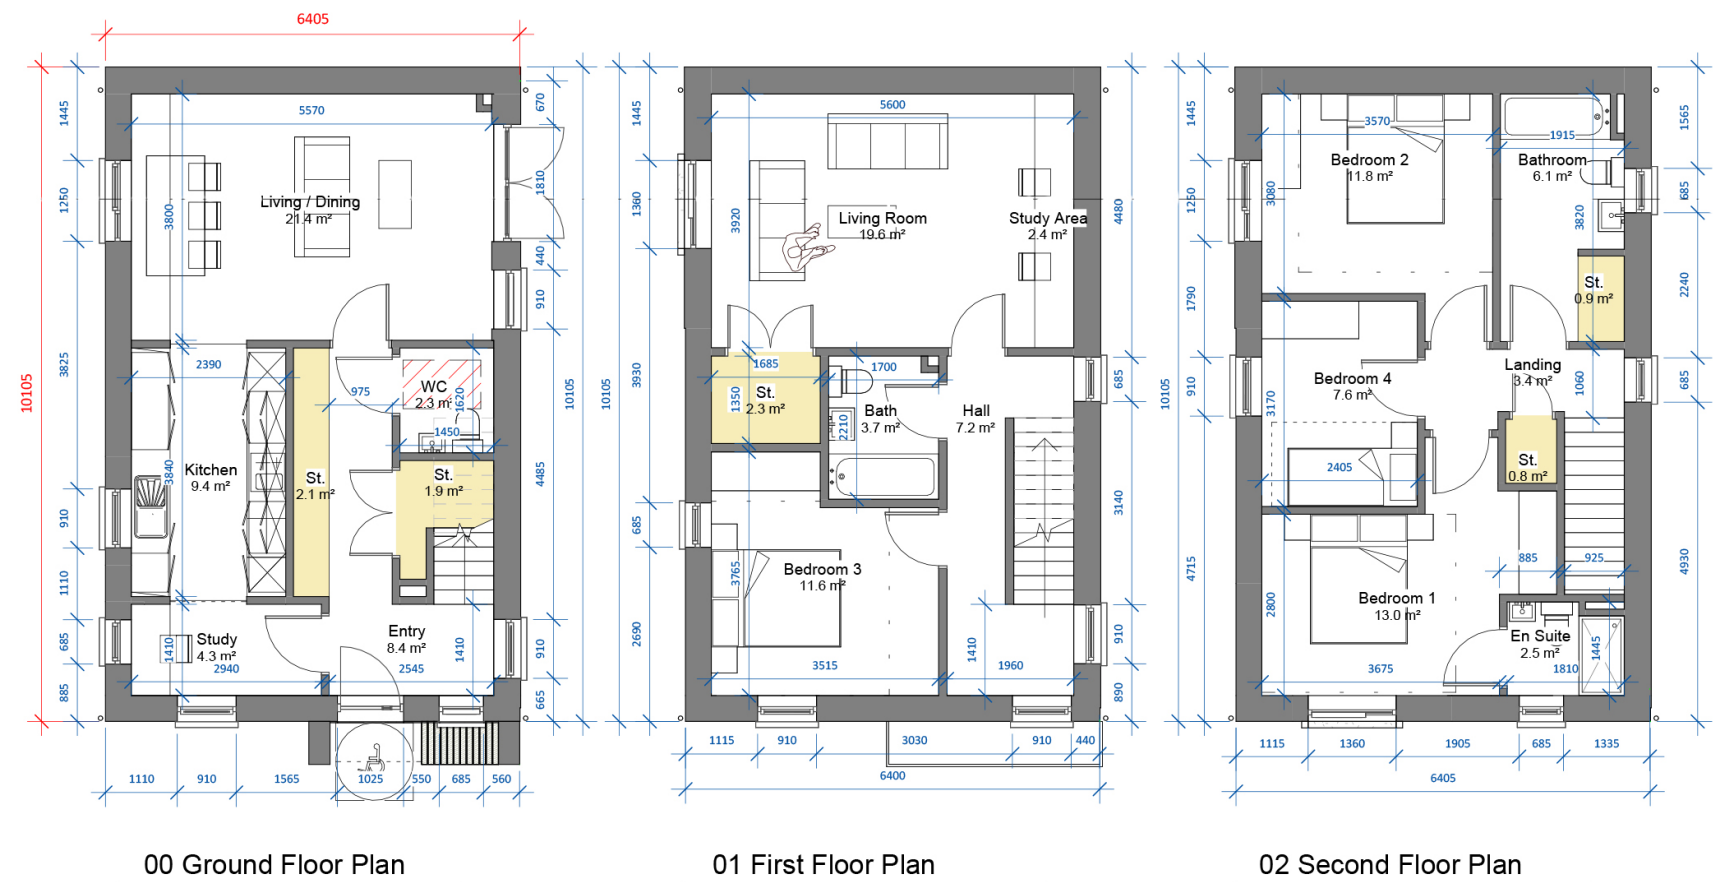 6405
10105
1445
1250
3825
910
1110
685
885
5570
3800
Living / Dining
21.4 m²
670
1810
440
910
10105
4485
910
665
2390
975
WC
2.3 m²
1620
1450
3840
Kitchen
9.4 m²
St.
2.1 m²
St.
1.9 m²
Study
4.3 m²
1410
2940
Entry
8.4 m²
2545
1410
1110
910
1565
1025
550
685
560
00 Ground Floor Plan
10105
1445
1360
3930
685
2690
5600
3920
Living Room
19.6 m²
Study Area
2.4 m²
4480
685
3140
910
890
1685
1350
St.
2.3 m²
1700
Bath
3.7 m²
2210
Hall
7.2 m²
3765
Bedroom 3
11.6 m²
3515
1410
1960
1115
910
3030
910
440
6400
01 First Floor Plan
10105
1445
1250
1790
910
4715
3570
Bedroom 2
11.8 m²
3080
1915
Bathroom
6.1 m²
3820
St.
0.9 m²
1565
685
2240
685
4930
Bedroom 4
7.6 m²
3170
2405
Landing
3.4 m²
1060
St.
0.8 m²
885
925
2800
Bedroom 1
13.0 m²
3675
En Suite
2.5 m²
1445
1810
1115
1360
1905
685
1335
6405
02 Second Floor Plan